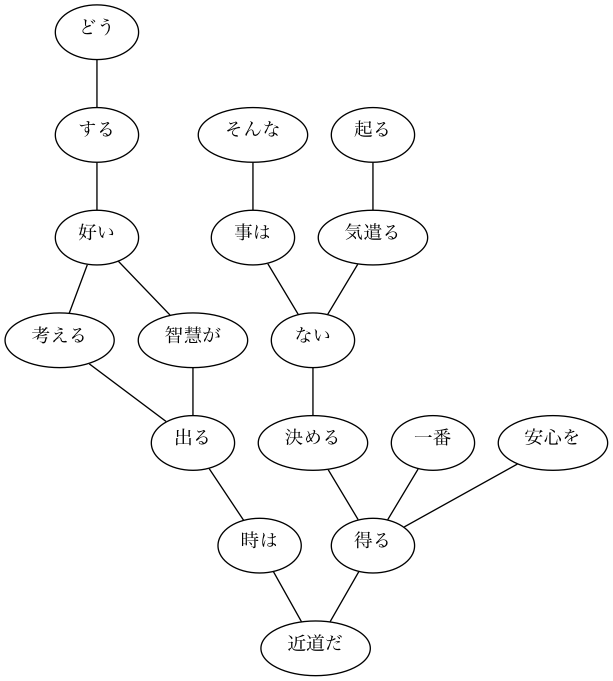 どう
する
そんな
起る
好い
事は
気遣る
考える
智慧が
ない
出る
決める
一番
安心を
時は
得る
近道だ